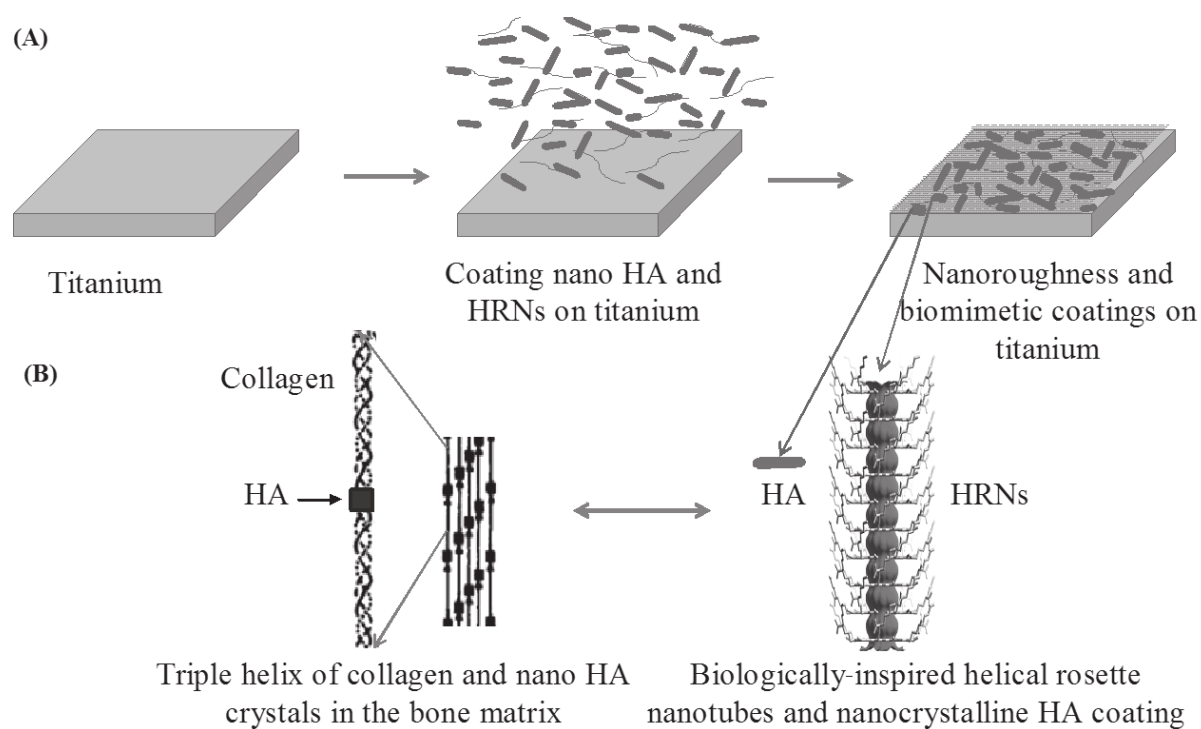 (A)
Titanium
Coating nano HA and
HRNs on titanium
Nanoroughness and
biomimetic coatings on
titanium
(B)
Collagen
HA
HA
HRNs
Triple helix of collagen and nano HA
crystals in the bone matrix
Biologically-inspired helical rosette
nanotubes and nanocrystalline HA coating